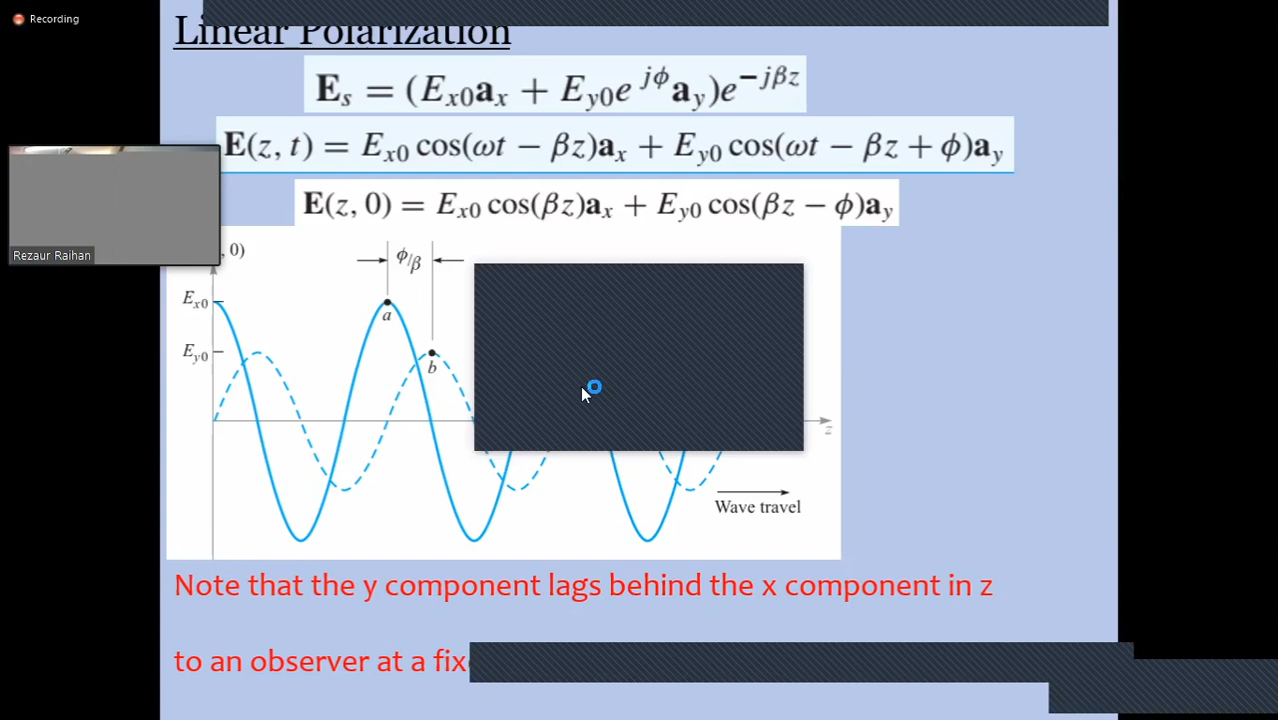 Recording
Linear Polarization
E_s = (E_x0 a_x + E_y0 e^{jϕ} a_y)e^{−jβz}
E(z, t) = E_x0 cos(ωt − βz)a_x + E_y0 cos(ωt − βz + ϕ)a_y
E(z, 0) = E_x0 cos(βz)a_x + E_y0 cos(βz − ϕ)a_y
Rezaur Raihan
, 0)
ϕ/β
E_x0
a
E_y0
b
z
Wave travel
Note that the y component lags behind the x component in z
to an observer at a